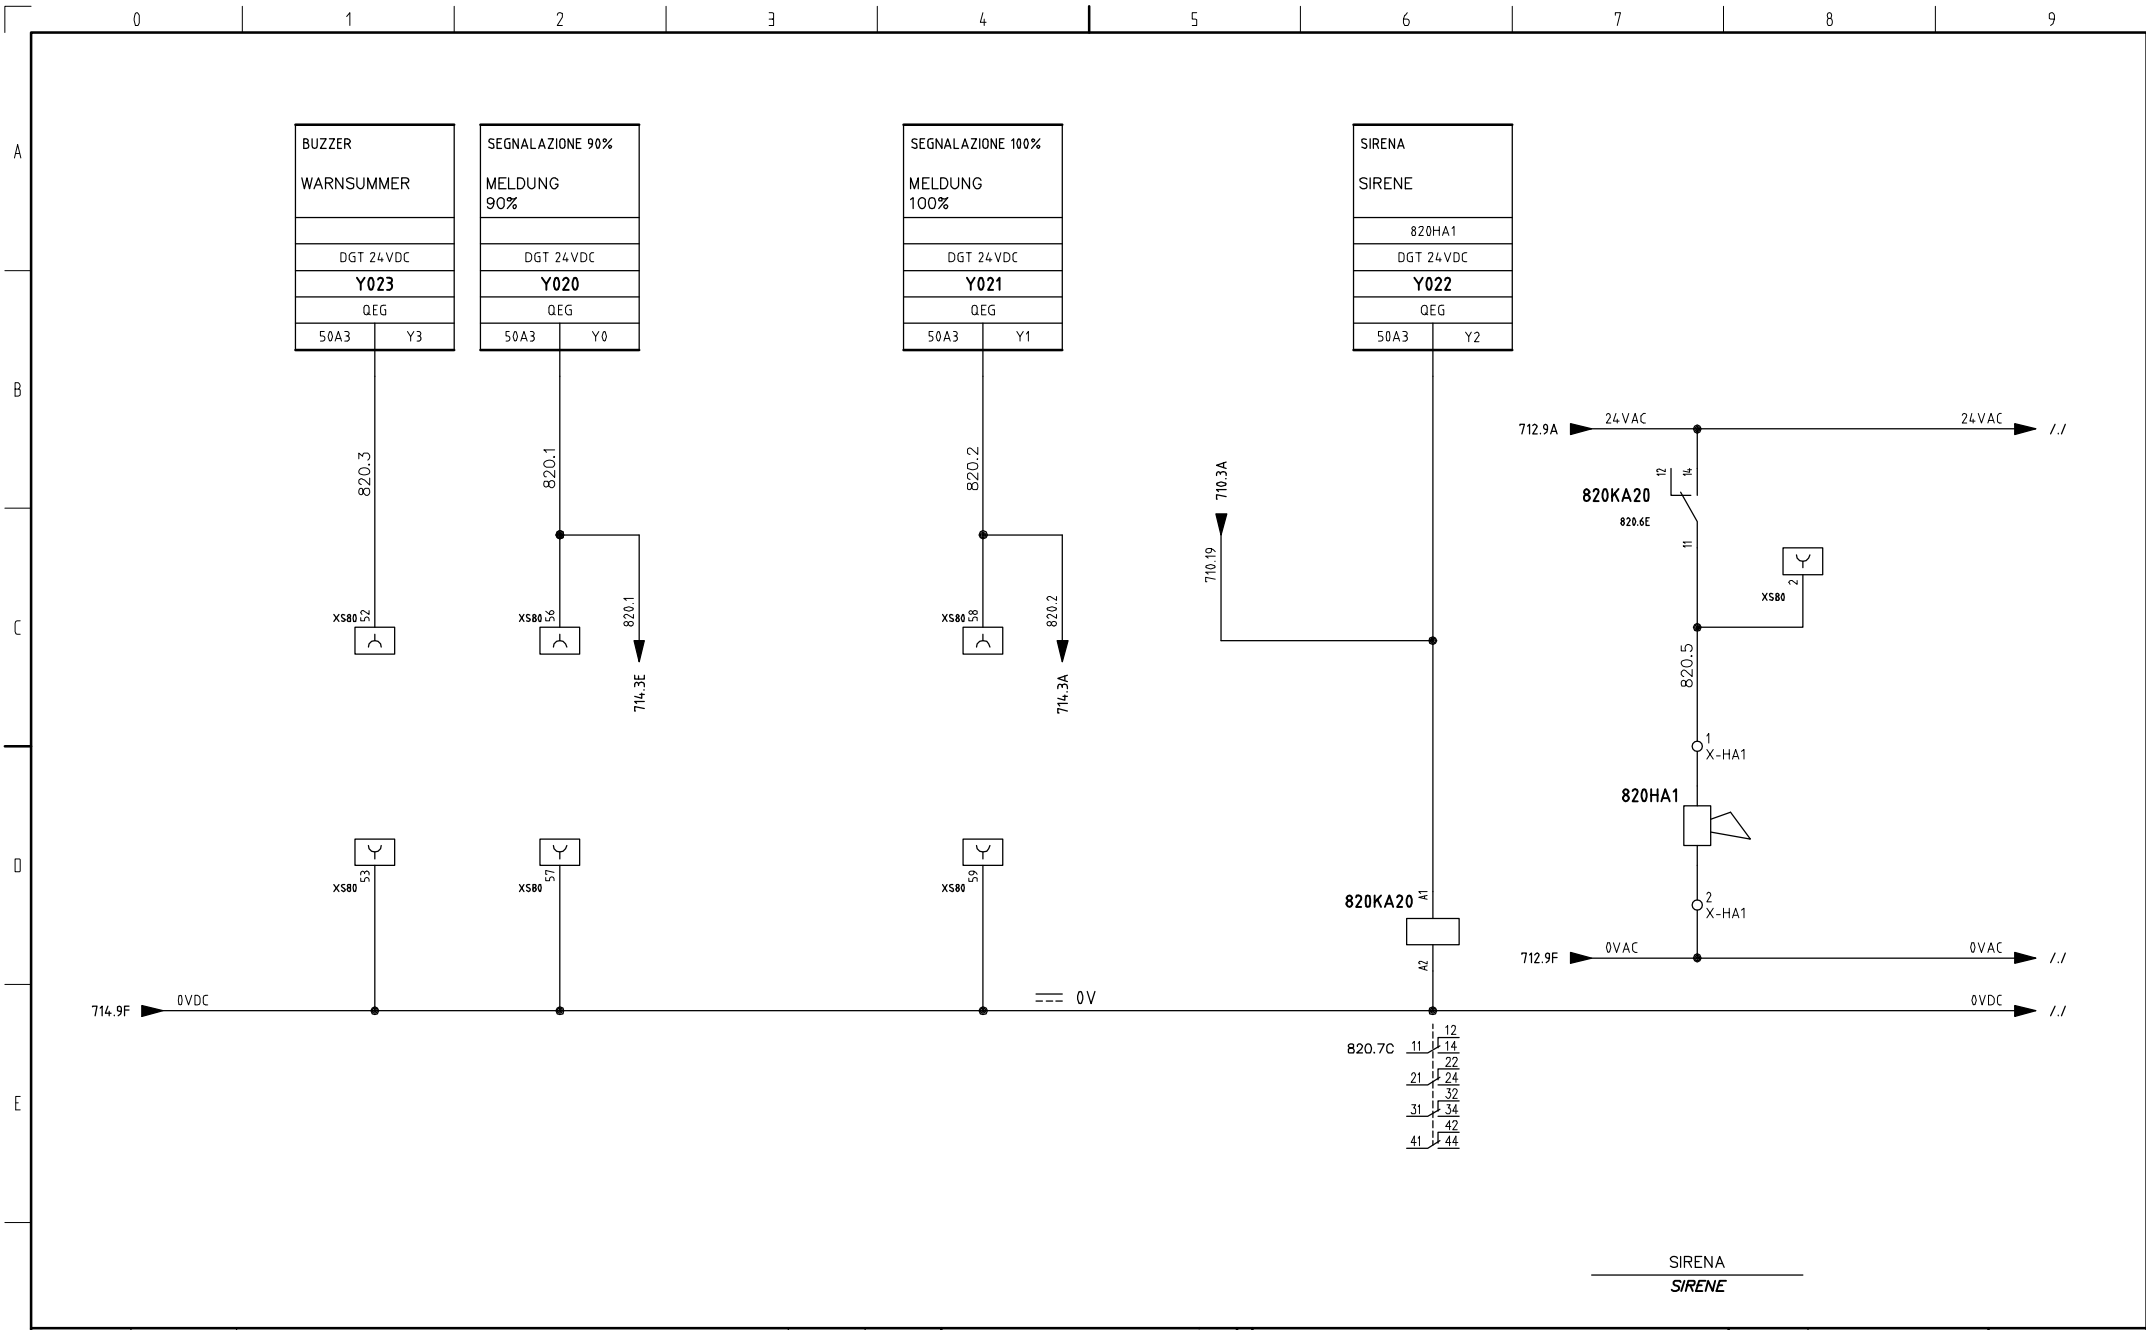 0 1 2 3 4 5 6 7 8 9
A
B
C
D
E
BUZZER
WARNSUMMER
DGT 24VDC
Y023
QEG
50A3 Y3
SEGNALAZIONE 90%
MELDUNG
90%
DGT 24VDC
Y020
QEG
50A3 Y0
SEGNALAZIONE 100%
MELDUNG
100%
DGT 24VDC
Y021
QEG
50A3 Y1
SIRENA
SIRENE
820HA1
DGT 24VDC
Y022
QEG
50A3 Y2
820.3
XS80 52
820.1
XS80 56
820.1
714.3E
820.2
XS80 58
820.2
714.3A
710.3A
710.19
712.9A 24VAC 24VAC /./
12 14
820KA20
820.6E
11
2
XS80
820.5
1
X-HA1
820HA1
2
X-HA1
712.9F 0VAC 0VAC /./
XS80 53
XS80 57
XS80 59
820KA20 A1
A2
714.9F 0VDC 0V 0VDC /./
820.7C 11 12 14
21 22 24
31 32 34
41 42 44
SIRENA
SIRENE